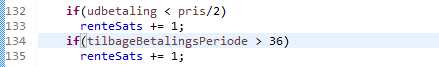 132 if(udbetaling < pris/2)
133 renteSats += 1;
134 if(tilbageBetalingsPeriode > 36)
135 renteSats += 1;